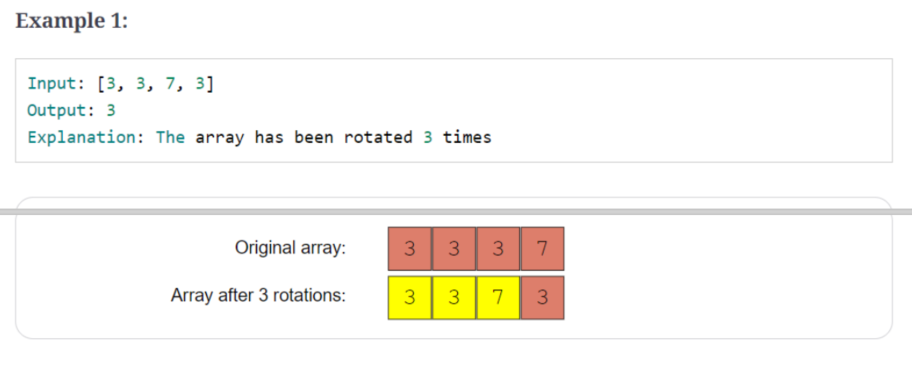 Example 1:
Input: [3, 3, 7, 3]
Output: 3
Explanation: The array has been rotated 3 times
Original array: 3 3 3 7
Array after 3 rotations: 3 3 7 3